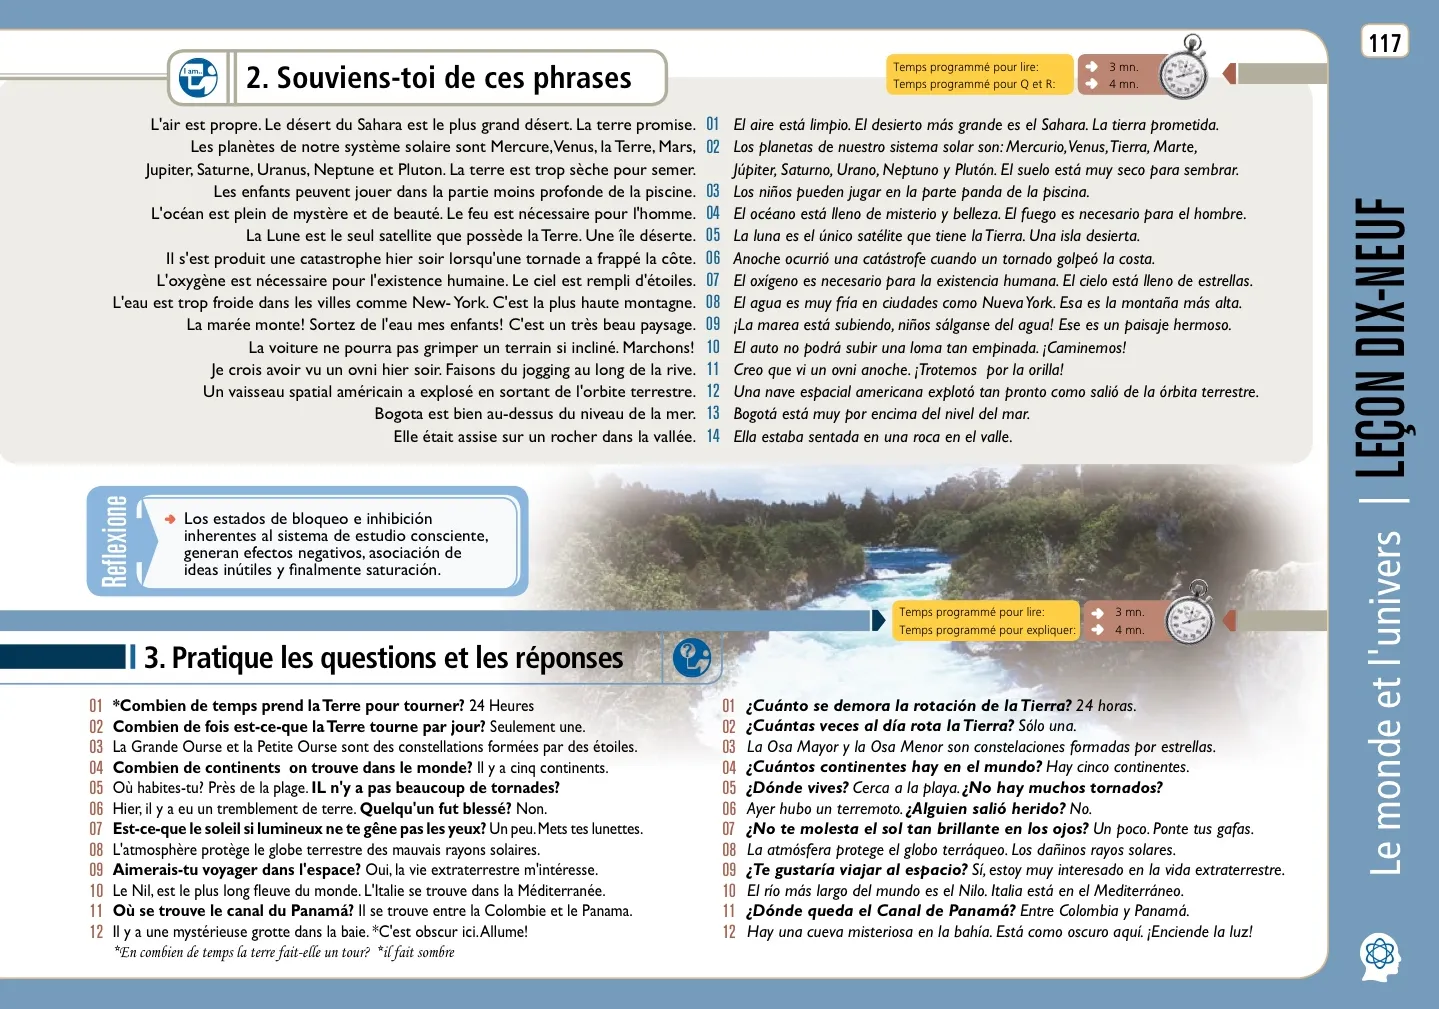 117
2. Souviens-toi de ces phrases
I am..
Temps programmé pour lire: 3 mn.
Temps programmé pour Q et R: 4 mn.
L'air est propre. Le désert du Sahara est le plus grand désert. La terre promise. 01 El aire está limpio. El desierto más grande es el Sahara. La tierra prometida.
Les planètes de notre système solaire sont Mercure, Venus, la Terre, Mars, 02 Los planetas de nuestro sistema solar son: Mercurio, Venus, Tierra, Marte,
Jupiter, Saturne, Uranus, Neptune et Pluton. La terre est trop sèche pour semer. Júpiter, Saturno, Urano, Neptuno y Plutón. El suelo está muy seco para sembrar.
Les enfants peuvent jouer dans la partie moins profonde de la piscine. 03 Los niños pueden jugar en la parte panda de la piscina.
L'océan est plein de mystère et de beauté. Le feu est nécessaire pour l'homme. 04 El océano está lleno de misterio y belleza. El fuego es necesario para el hombre.
La Lune est le seul satellite que possède la Terre. Une île déserte. 05 La luna es el único satélite que tiene la Tierra. Una isla desierta.
Il s'est produit une catastrophe hier soir lorsqu'une tornade a frappé la côte. 06 Anoche ocurrió una catástrofe cuando un tornado golpeó la costa.
L'oxygène est nécessaire pour l'existence humaine. Le ciel est rempli d'étoiles. 07 El oxígeno es necesario para la existencia humana. El cielo está lleno de estrellas.
L'eau est trop froide dans les villes comme New- York. C'est la plus haute montagne. 08 El agua es muy fría en ciudades como Nueva York. Esa es la montaña más alta.
La marée monte! Sortez de l'eau mes enfants! C'est un très beau paysage. 09 ¡La marea está subiendo, niños sálganse del agua! Ese es un paisaje hermoso.
La voiture ne pourra pas grimper un terrain si incliné. Marchons! 10 El auto no podrá subir una loma tan empinada. ¡Caminemos!
Je crois avoir vu un ovni hier soir. Faisons du jogging au long de la rive. 11 Creo que vi un ovni anoche. ¡Trotemos por la orilla!
Un vaisseau spatial américain a explosé en sortant de l'orbite terrestre. 12 Una nave espacial americana explotó tan pronto como salió de la órbita terrestre.
Bogota est bien au-dessus du niveau de la mer. 13 Bogotá está muy por encima del nivel del mar.
Elle était assise sur un rocher dans la vallée. 14 Ella estaba sentada en una roca en el valle.
Reflexione
Los estados de bloqueo e inhibición
inherentes al sistema de estudio consciente,
generan efectos negativos, asociación de
ideas inútiles y finalmente saturación.
Temps programmé pour lire: 3 mn.
Temps programmé pour expliquer: 4 mn.
3. Pratique les questions et les réponses
01 *Combien de temps prend la Terre pour tourner? 24 Heures
02 Combien de fois est-ce-que la Terre tourne par jour? Seulement une.
03 La Grande Ourse et la Petite Ourse sont des constellations formées par des étoiles.
04 Combien de continents on trouve dans le monde? Il y a cinq continents.
05 Où habites-tu? Près de la plage. IL n'y a pas beaucoup de tornades?
06 Hier, il y a eu un tremblement de terre. Quelqu'un fut blessé? Non.
07 Est-ce-que le soleil si lumineux ne te gêne pas les yeux? Un peu. Mets tes lunettes.
08 L'atmosphère protège le globe terrestre des mauvais rayons solaires.
09 Aimerais-tu voyager dans l'espace? Oui, la vie extraterrestre m'intéresse.
10 Le Nil, est le plus long fleuve du monde. L'Italie se trouve dans la Méditerranée.
11 Où se trouve le canal du Panamá? Il se trouve entre la Colombie et le Panama.
12 Il y a une mystérieuse grotte dans la baie. *C'est obscur ici. Allume!
*En combien de temps la terre fait-elle un tour? *il fait sombre
01 ¿Cuánto se demora la rotación de la Tierra? 24 horas.
02 ¿Cuántas veces al día rota la Tierra? Sólo una.
03 La Osa Mayor y la Osa Menor son constelaciones formadas por estrellas.
04 ¿Cuántos continentes hay en el mundo? Hay cinco continentes.
05 ¿Dónde vives? Cerca a la playa. ¿No hay muchos tornados?
06 Ayer hubo un terremoto. ¿Alguien salió herido? No.
07 ¿No te molesta el sol tan brillante en los ojos? Un poco. Ponte tus gafas.
08 La atmósfera protege el globo terráqueo. Los dañinos rayos solares.
09 ¿Te gustaría viajar al espacio? Sí, estoy muy interesado en la vida extraterrestre.
10 El río más largo del mundo es el Nilo. Italia está en el Mediterráneo.
11 ¿Dónde queda el Canal de Panamá? Entre Colombia y Panamá.
12 Hay una cueva misteriosa en la bahía. Está como oscuro aquí. ¡Enciende la luz!
Le monde et l'univers | LEÇON DIX-NEUF